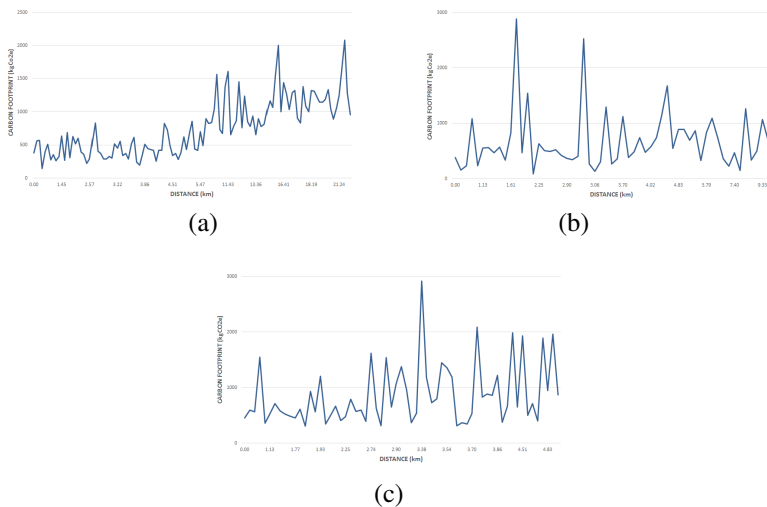 (a)
2500
2000
1500
1000
500
0
CARBON FOOTPRINT (kgCo2e)
0.00 1.45 2.57 3.22 3.86 4.51 5.47 11.43 13.36 16.41 18.19 21.24
DISTANCE (km)
(b)
3000
2000
1000
0
CARBON FOOTPRINT (kgCO2e)
0.00 1.13 1.61 2.25 2.90 3.06 3.70 4.02 4.51 3.79 7.40 9.33
DISTANCE (km)
(c)
3000
2000
1000
0
CARBON FOOTPRINT (kgCO2e)
0.00 1.13 1.77 1.93 2.25 2.74 2.90 3.38 3.54 3.70 3.86 4.51 4.83
DISTANCE (km)